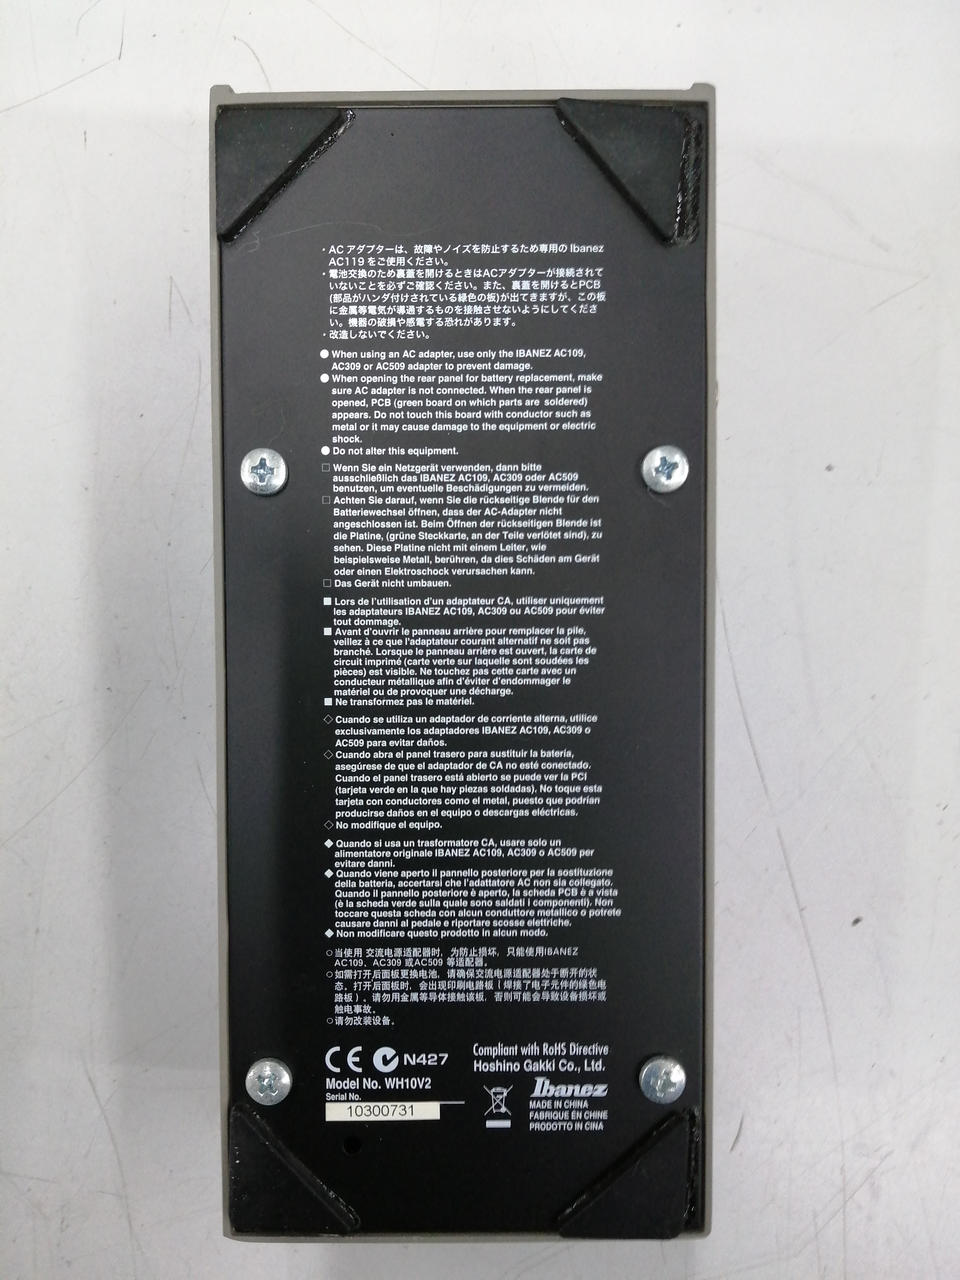 ・AC アダプターは、故障やノイズを防止するため専用の Ibanez
AC119 をご使用ください。
・電池交換のため裏蓋を開けるときはACアダプターが接続されて
いないことを必ずご確認ください。また、裏蓋を開けるとPCB
(部品がハンダ付けされている緑色の板)が出てきますが、この板
に金属等電気が導通するものを接触させないようにしてくださ
い。機器の破損や感電する恐れがあります。
・改造しないでください。
● When using an AC adapter, use only the IBANEZ AC109,
AC309 or AC509 adapter to prevent damage.
● When opening the rear panel for battery replacement, make
sure AC adapter is not connected. When the rear panel is
opened, PCB (green board on which parts are soldered)
appears. Do not touch this board with conductor such as
metal or it may cause damage to the equipment or electric
shock.
● Do not alter this equipment.
□ Wenn Sie ein Netzgerät verwenden, dann bitte
ausschließlich das IBANEZ AC109, AC309 oder AC509
benutzen, um eventuelle Beschädigungen zu vermeiden.
□ Achten Sie darauf, wenn Sie die rückseitige Blende für den
Batteriewechsel öffnen, dass der AC-Adapter nicht
angeschlossen ist. Beim Öffnen der rückseitigen Blende ist
die Platine, (grüne Steckkarte, an der Teile verlötet sind), zu
sehen. Diese Platine nicht mit einem Leiter, wie
beispielsweise Metall, berühren, da dies Schäden am Gerät
oder einen Elektroschock verursachen kann.
□ Das Gerät nicht umbauen.
■ Lors de l'utilisation d'un adaptateur CA, utiliser uniquement
les adaptateurs IBANEZ AC109, AC309 ou AC509 pour éviter
tout dommage.
■ Avant d'ouvrir le panneau arrière pour remplacer la pile,
veillez à ce que l'adaptateur courant alternatif ne soit pas
branché. Lorsque le panneau arrière est ouvert, la carte de
circuit imprimé (carte verte sur laquelle sont soudées les
pièces) est visible. Ne touchez pas cette carte avec un
conducteur métallique afin d'éviter d'endommager le
matériel ou de provoquer une décharge.
■ Ne transformez pas le matériel.
◇ Cuando se utiliza un adaptador de corriente alterna, utilice
exclusivamente los adaptadores IBANEZ AC109, AC309 o
AC509 para evitar daños.
◇ Cuando abra el panel trasero para sustituir la batería,
asegúrese de que el adaptador de CA no esté conectado.
Cuando el panel trasero está abierto se puede ver la PCI
(tarjeta verde en la que hay piezas soldadas). No toque esta
tarjeta con conductores como el metal, puesto que podrían
producirse daños en el equipo o descargas eléctricas.
◇ No modifique el equipo.
◆ Quando si usa un trasformatore CA, usare solo un
alimentatore originale IBANEZ AC109, AC309 o AC509 per
evitare danni.
◆ Quando viene aperto il pannello posteriore per la sostituzione
della batteria, accertarsi che l'adattatore AC non sia collegato.
Quando il pannello posteriore è aperto, la scheda PCB è a vista
(è la scheda verde sulla quale sono saldati i componenti). Non
toccare questa scheda con alcun conduttore metallico o potrete
causare danni al pedale e riportare scosse elettriche.
◆ Non modificare questo prodotto in alcun modo.
○当使用 交流电源适配器时, 为防止损坏, 只能使用IBANEZ
AC109, AC309 或AC509 等适配器。
○如需打开后面板更换电池, 请确保交流电源适配器处于断开的状
态。打开后面板时, 会出现印刷电路板 (焊接了电子元件的绿色电
路板) 。请勿用金属等导体接触该板, 否则可能会导致设备损坏或
触电事故。
○请勿改装设备。
CE N427
Compliant with RoHS Directive
Hoshino Gakki Co., Ltd.
Model No. WH10V2
Serial No.
10300731
Ibanez
MADE IN CHINA
FABRIQUE EN CHINE
PRODOTTO IN CINA